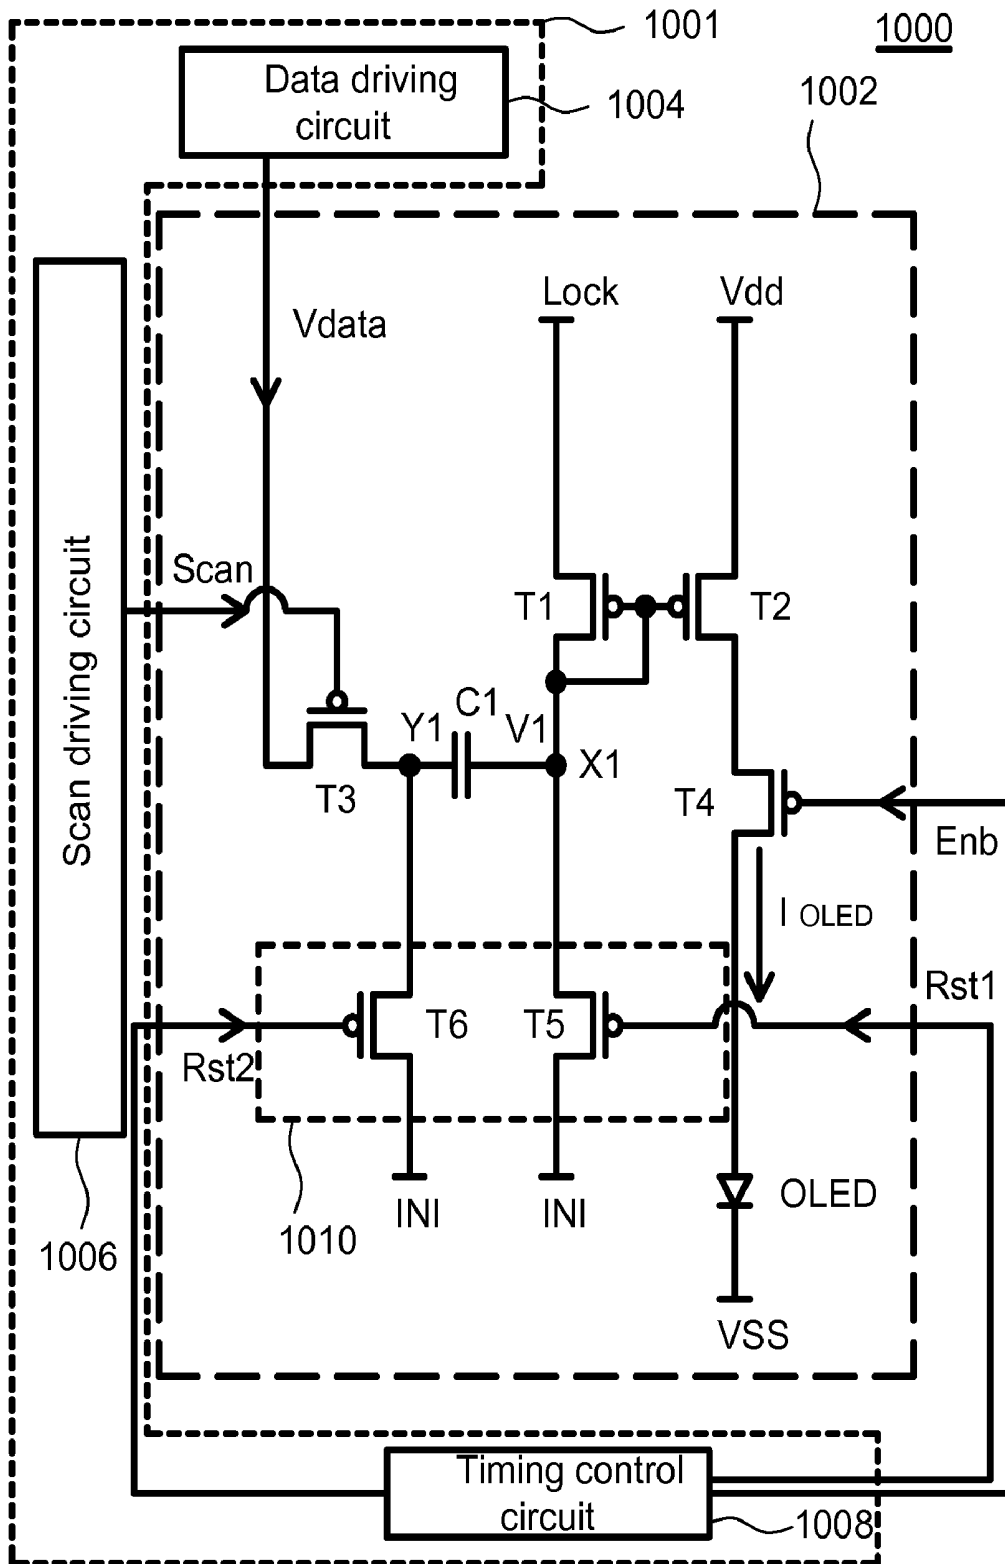 1001
1000
Data driving
circuit
1004
1002
Lock
Vdd
Vdata
Scan
T1
T2
Scan driving circuit
C1
Y1
V1
X1
T3
T4
Enb
I OLED
Rst1
T6
T5
Rst2
INI
INI
OLED
1010
1006
VSS
Timing control
circuit
1008